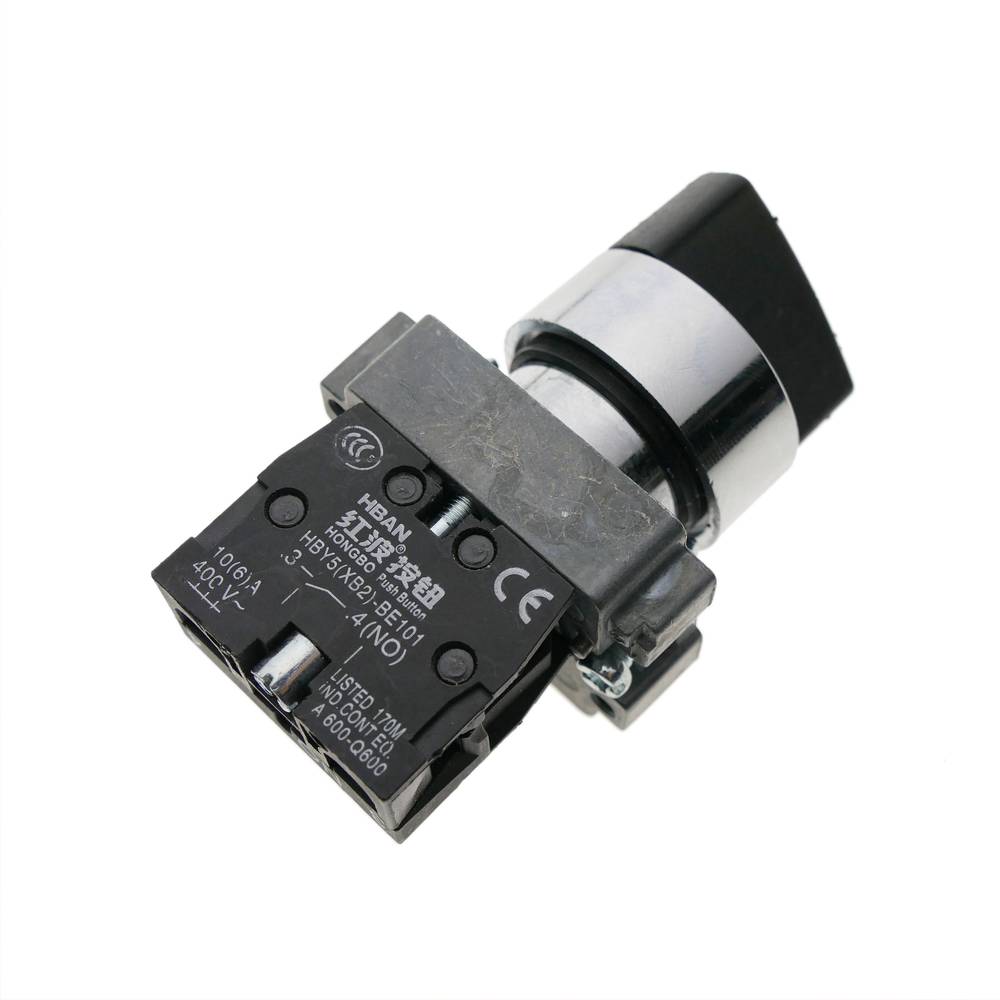 CCC S
HBAN
红波®按钮
HONGBO Push Button
HBY5(XB2)-BE101
.3 .4(NO)
10(6)A
400V~
CE
LISTED 170M
IND.CONT EQ.
A 600-Q600